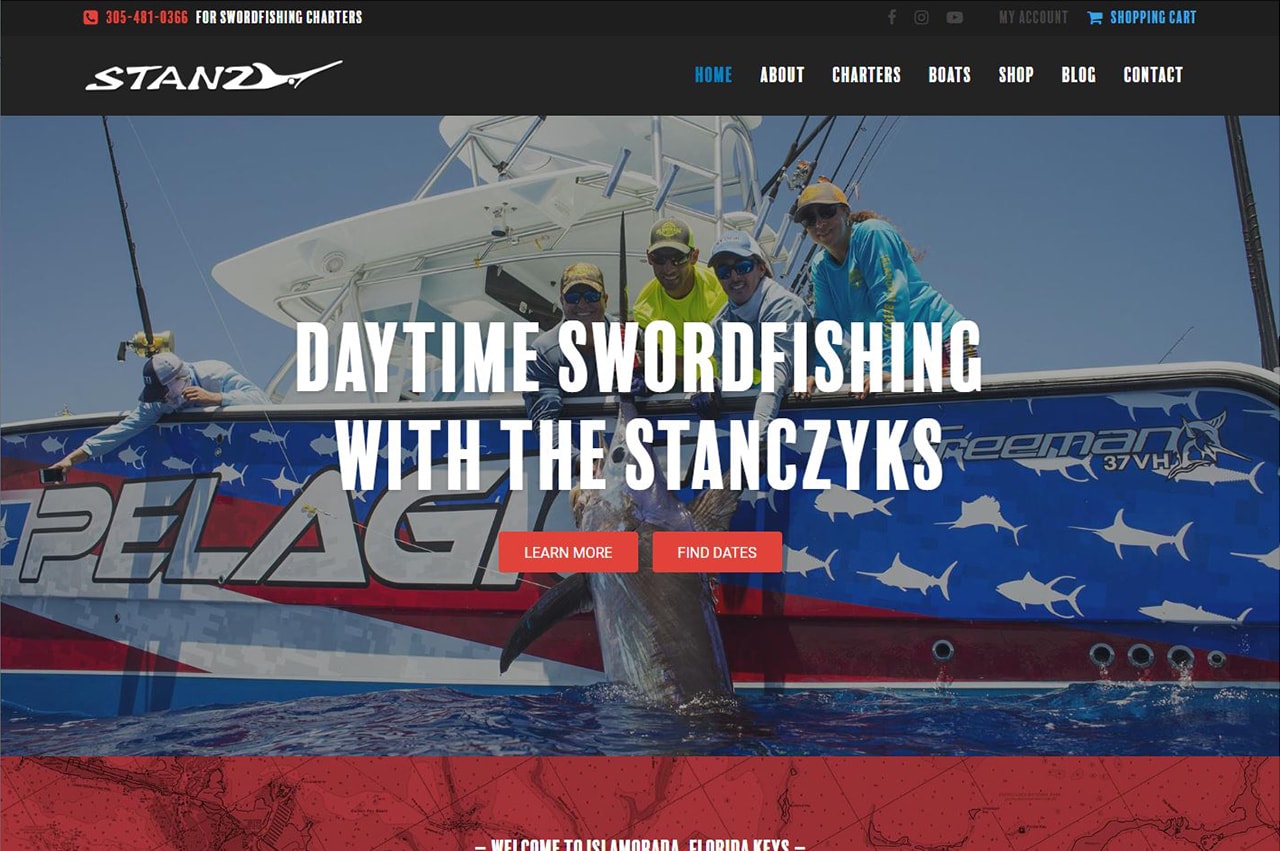 305-481-0366 FOR SWORDFISHING CHARTERS
MY ACCOUNT SHOPPING CART
STANZ
HOME ABOUT CHARTERS BOATS SHOP BLOG CONTACT
DAYTIME SWORDFISHING
WITH THE STANCZYKS
Freeman
37VH
PELAGIC
LEARN MORE FIND DATES
– WELCOME TO ISLAMORADA, FLORIDA KEYS –